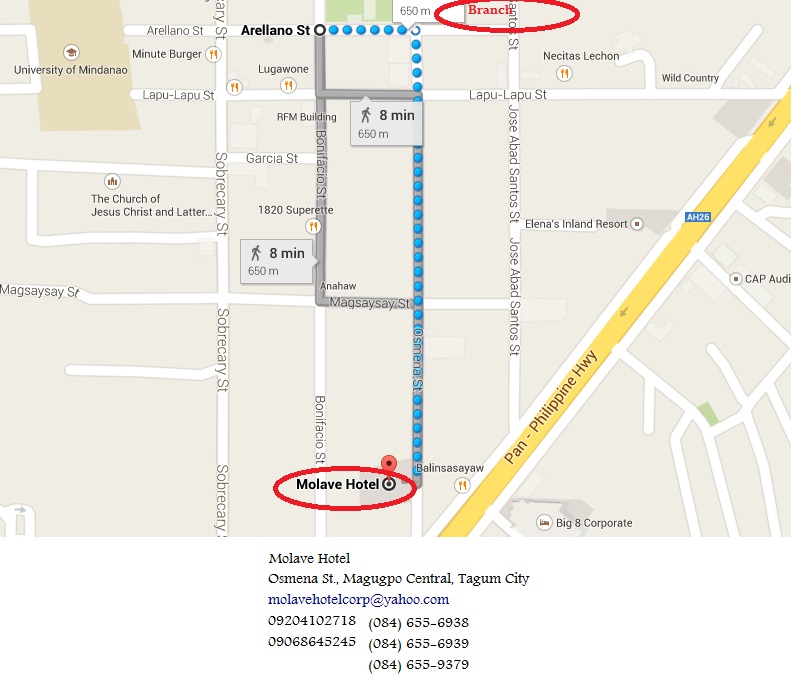 650 m
Branch
Arellano St
Arellano St
Minute Burger
University of Mindanao
Lugawone
Necitas Lechon
Wild Country
Lapu-Lapu St
Lapu-Lapu St
8 min
650 m
RFM Building
Garcia St
Bonifacio St
Sobrecary St
Jose Abad Santos St
The Church of
Jesus Christ and Latter...
1820 Superette
AH26
Elena's Inland Resort
8 min
650 m
Jose Abad Santos St
CAP Audi
Anahaw
Magsaysay St
Magsaysay St
Sobrecary St
Osmena St
Pan - Philippine Hwy
Bonifacio St
Sobrecary St
Balinsasayaw
Molave Hotel
Big 8 Corporate
Molave Hotel
Osmena St., Magugpo Central, Tagum City
molavehotelcorp@yahoo.com
09204102718 (084) 655-6938
09068645245 (084) 655-6939
(084) 655-9379